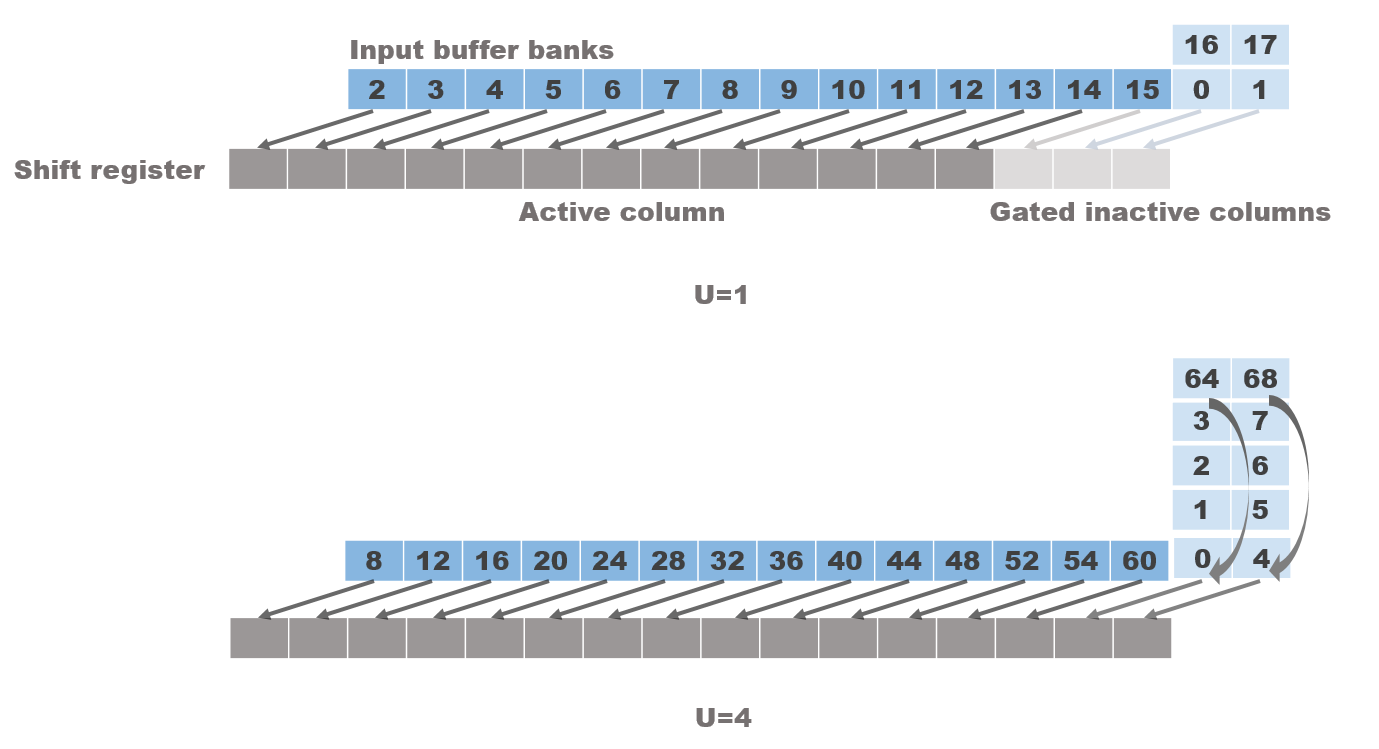 16 17
Input buffer banks
2 3 4 5 6 7 8 9 10 11 12 13 14 15 0 1
Shift register
Active column
Gated inactive columns
U=1
64 68
3 7
2 6
1 5
8 12 16 20 24 28 32 36 40 44 48 52 54 60 0 4
U=4